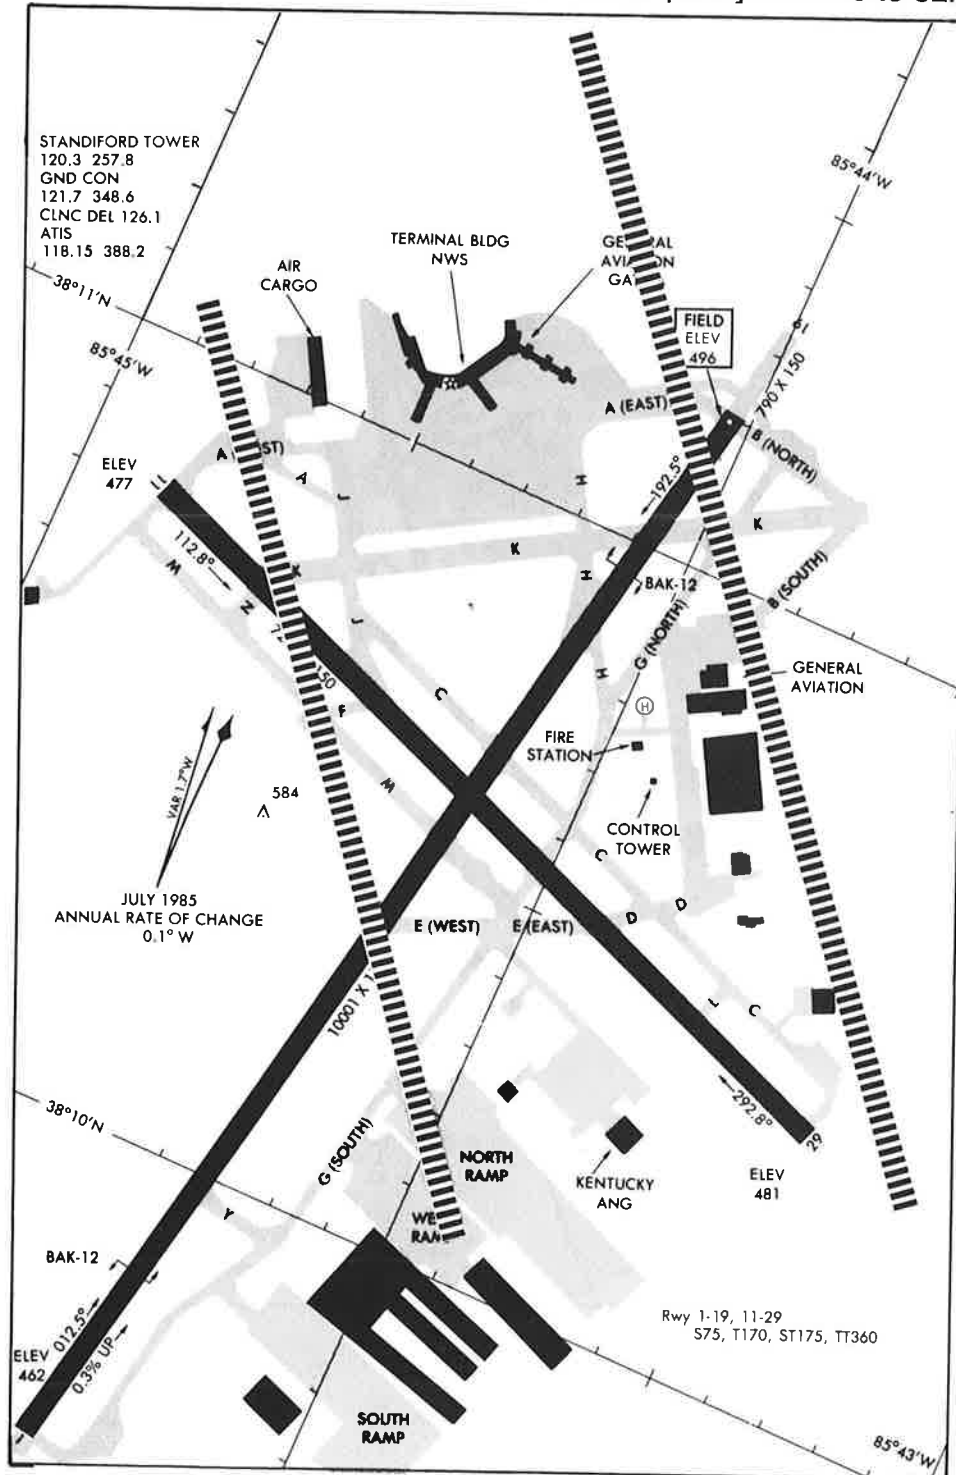 STANDIFORD TOWER
120.3 257.8
GND CON
121.7 348.6
CLNC DEL 126.1
ATIS
118.15 388.2
38°11'N
85°45'W
85°44'W
AIR
CARGO
TERMINAL BLDG
NWS
FIELD
ELEV
496
19
790 X 150
A (EAST)
B (NORTH)
192.5°
ELEV
477
11
A
A
J
H
K
K
K
K
H
BAK-12
B (SOUTH)
G (NORTH)
112.8°
M
N
150
J
C
H
F
GENERAL
AVIATION
H
FIRE
STATION
VAR 1.7°W
584
M
CONTROL
TOWER
JULY 1985
ANNUAL RATE OF CHANGE
0.1° W
C
D
D
E (WEST)
E (EAST)
L
C
10001 X
292.8°
29
ELEV
481
38°10'N
G (SOUTH)
NORTH
RAMP
KENTUCKY
ANG
Y
BAK-12
012.5°
0.3% UP
ELEV
462
1
Rwy 1-19, 11-29
S75, T170, ST175, TT360
SOUTH
RAMP
85°43'W